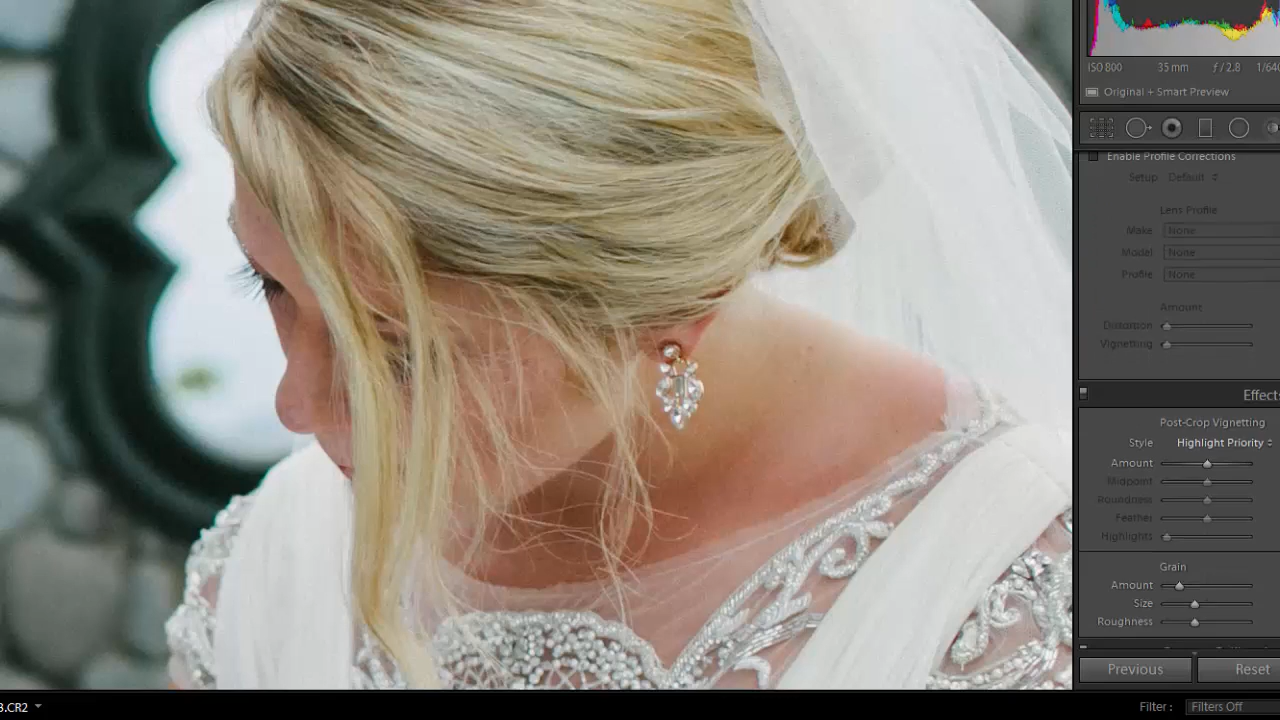 ISO 800 35 mm ƒ / 2.8 1/640
Original + Smart Preview
Enable Profile Corrections
Setup Default
Lens Profile
Make None
Model None
Profile None
Amount
Distortion
Vignetting
Effects
Post-Crop Vignetting
Style Highlight Priority
Amount
Midpoint
Roundness
Feather
Highlights
Grain
Amount
Size
Roughness
Previous Reset
3.CR2 Filter : Filters Off